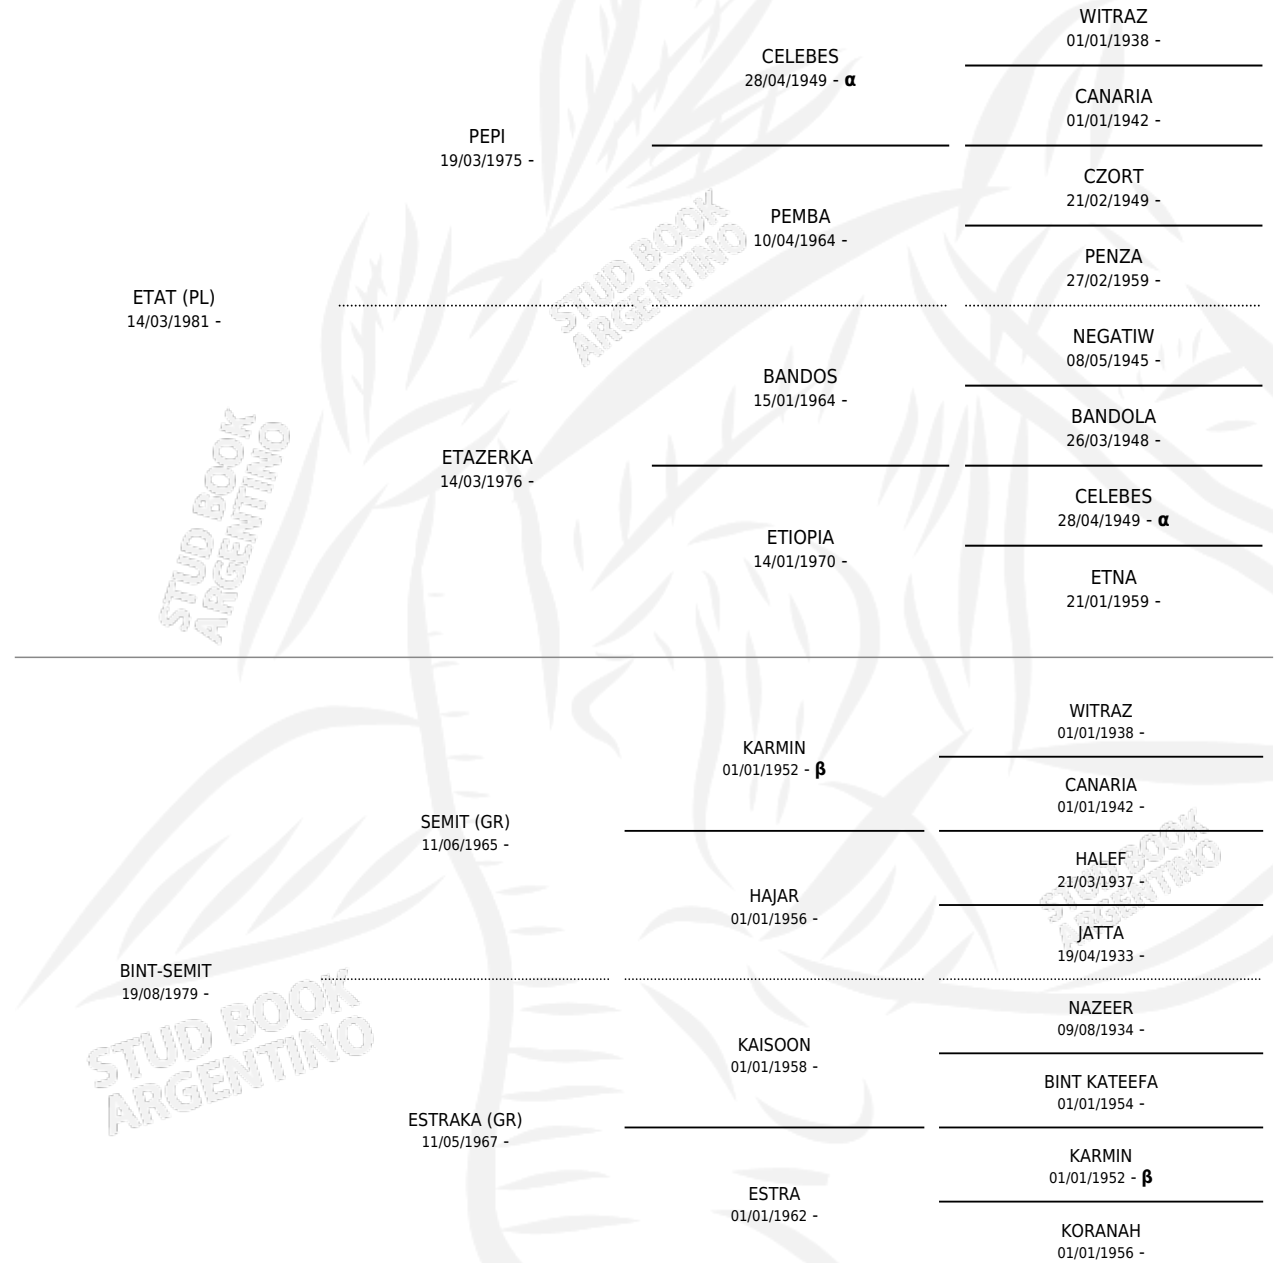 WITRAZ
01/01/1938 -
CELEBES
28/04/1949 - α
CANARIA
01/01/1942 -
PEPI
19/03/1975 -
CZORT
21/02/1949 -
PEMBA
10/04/1964 -
PENZA
27/02/1959 -
STUD BOOK
ARGENTINO
ETAT (PL)
14/03/1981 -
NEGATIW
08/05/1945 -
BANDOS
15/01/1964 -
BANDOLA
26/03/1948 -
ETAZERKA
14/03/1976 -
CELEBES
28/04/1949 - α
ETIOPIA
14/01/1970 -
ETNA
21/01/1959 -
STUD BOOK
ARGENTINO
WITRAZ
01/01/1938 -
KARMIN
01/01/1952 - β
CANARIA
01/01/1942 -
SEMIT (GR)
11/06/1965 -
HALEF
21/03/1937 -
HAJAR
01/01/1956 -
JATTA
19/04/1933 -
STUD BOOK
ARGENTINO
BINT-SEMIT
19/08/1979 -
NAZEER
09/08/1934 -
KAISOON
01/01/1958 -
BINT KATEEFA
01/01/1954 -
STUD BOOK
ARGENTINO
ESTRAKA (GR)
11/05/1967 -
KARMIN
01/01/1952 - β
ESTRA
01/01/1962 -
KORANAH
01/01/1956 -